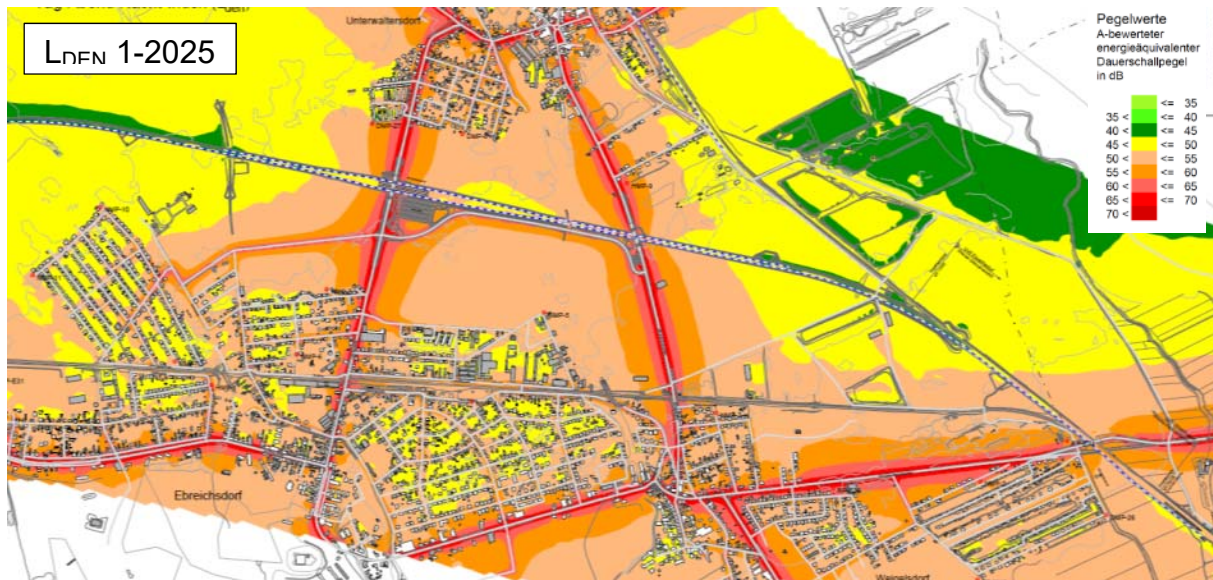 LDEN 1-2025
Unterwaltersdorf
Pegelwerte
A-bewerteter
energieäquivalenter
Dauerschallpegel
in dB
<= 35
35 < <= 40
40 < <= 45
45 < <= 50
50 < <= 55
55 < <= 60
60 < <= 65
65 < <= 70
70 <
Ebreichsdorf
Weigelsdorf